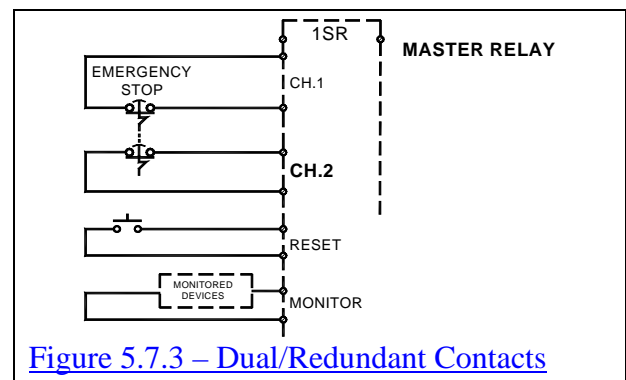 1SR
MASTER RELAY
EMERGENCY
STOP
CH.1
CH.2
RESET
MONITORED
DEVICES
MONITOR
Figure 5.7.3 – Dual/Redundant Contacts